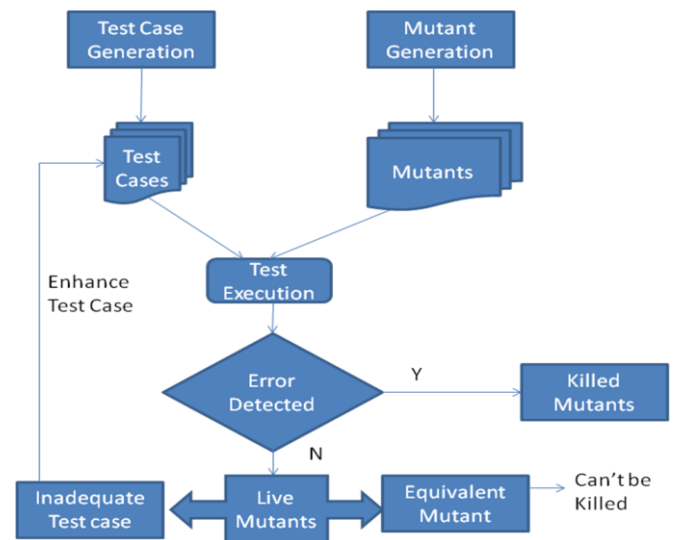 Test Case
Generation
Mutant
Generation
Test
Cases
Mutants
Enhance
Test Case
Test
Execution
Error
Detected
Y
Killed
Mutants
N
Inadequate
Test case
Live
Mutants
Equivalent
Mutant
Can't be
Killed